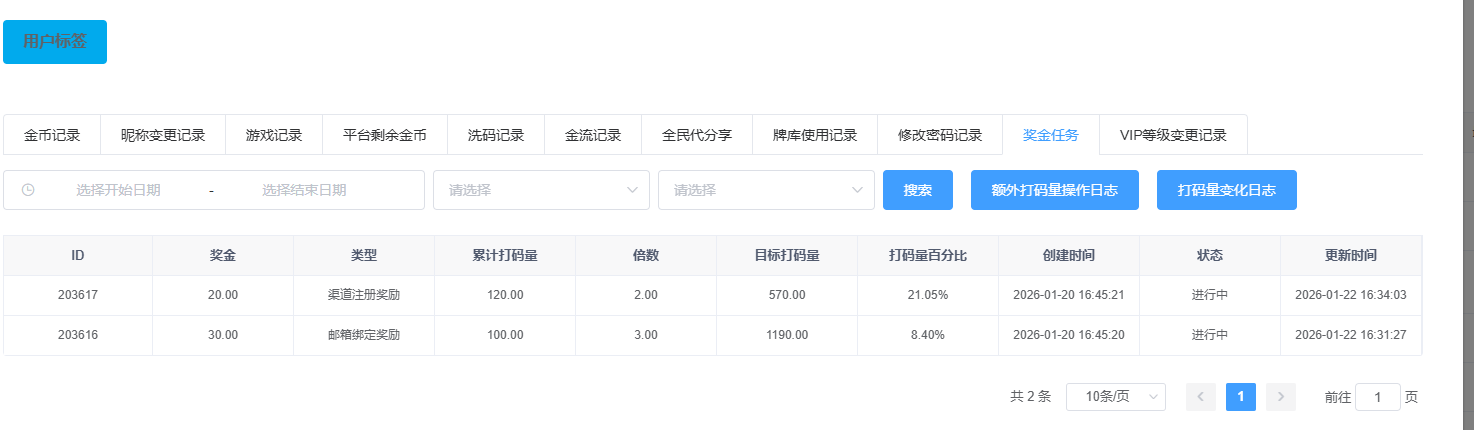 用户标签
金币记录 昵称变更记录 游戏记录 平台剩余金币 洗码记录 金流记录 全民代分享 牌库使用记录 修改密码记录 奖金任务 VIP等级变更记录
选择开始日期 - 选择结束日期 请选择 请选择 搜索 额外打码量操作日志 打码量变化日志
ID 奖金 类型 累计打码量 倍数 目标打码量 打码量百分比 创建时间 状态 更新时间
203617 20.00 渠道注册奖励 120.00 2.00 570.00 21.05% 2026-01-20 16:45:21 进行中 2026-01-22 16:34:03
203616 30.00 邮箱绑定奖励 100.00 3.00 1190.00 8.40% 2026-01-20 16:45:20 进行中 2026-01-22 16:31:27
共 2 条 10条/页 1 前往 1 页